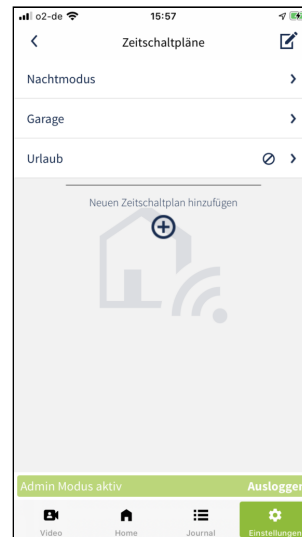 o2-de 15:57
Zeitschaltpläne
Nachtmodus
Garage
Urlaub
Neuen Zeitschaltplan hinzufügen
Admin Modus aktiv Ausloggen
Video Home Journal Einstellungen